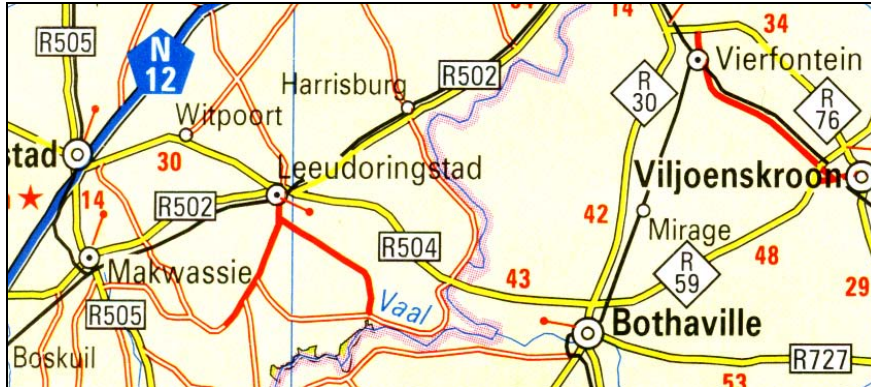 14
34
R505
N
12
Harrisburg
R502
Vierfontein
R
30
R
76
Witpoort
stad
30
Leeudoringstad
Viljoenskroon
14
R502
42
Mirage
R504
48
Makwassie
43
R
59
29
R505
Vaal
Bothaville
Boskuil
R727
53